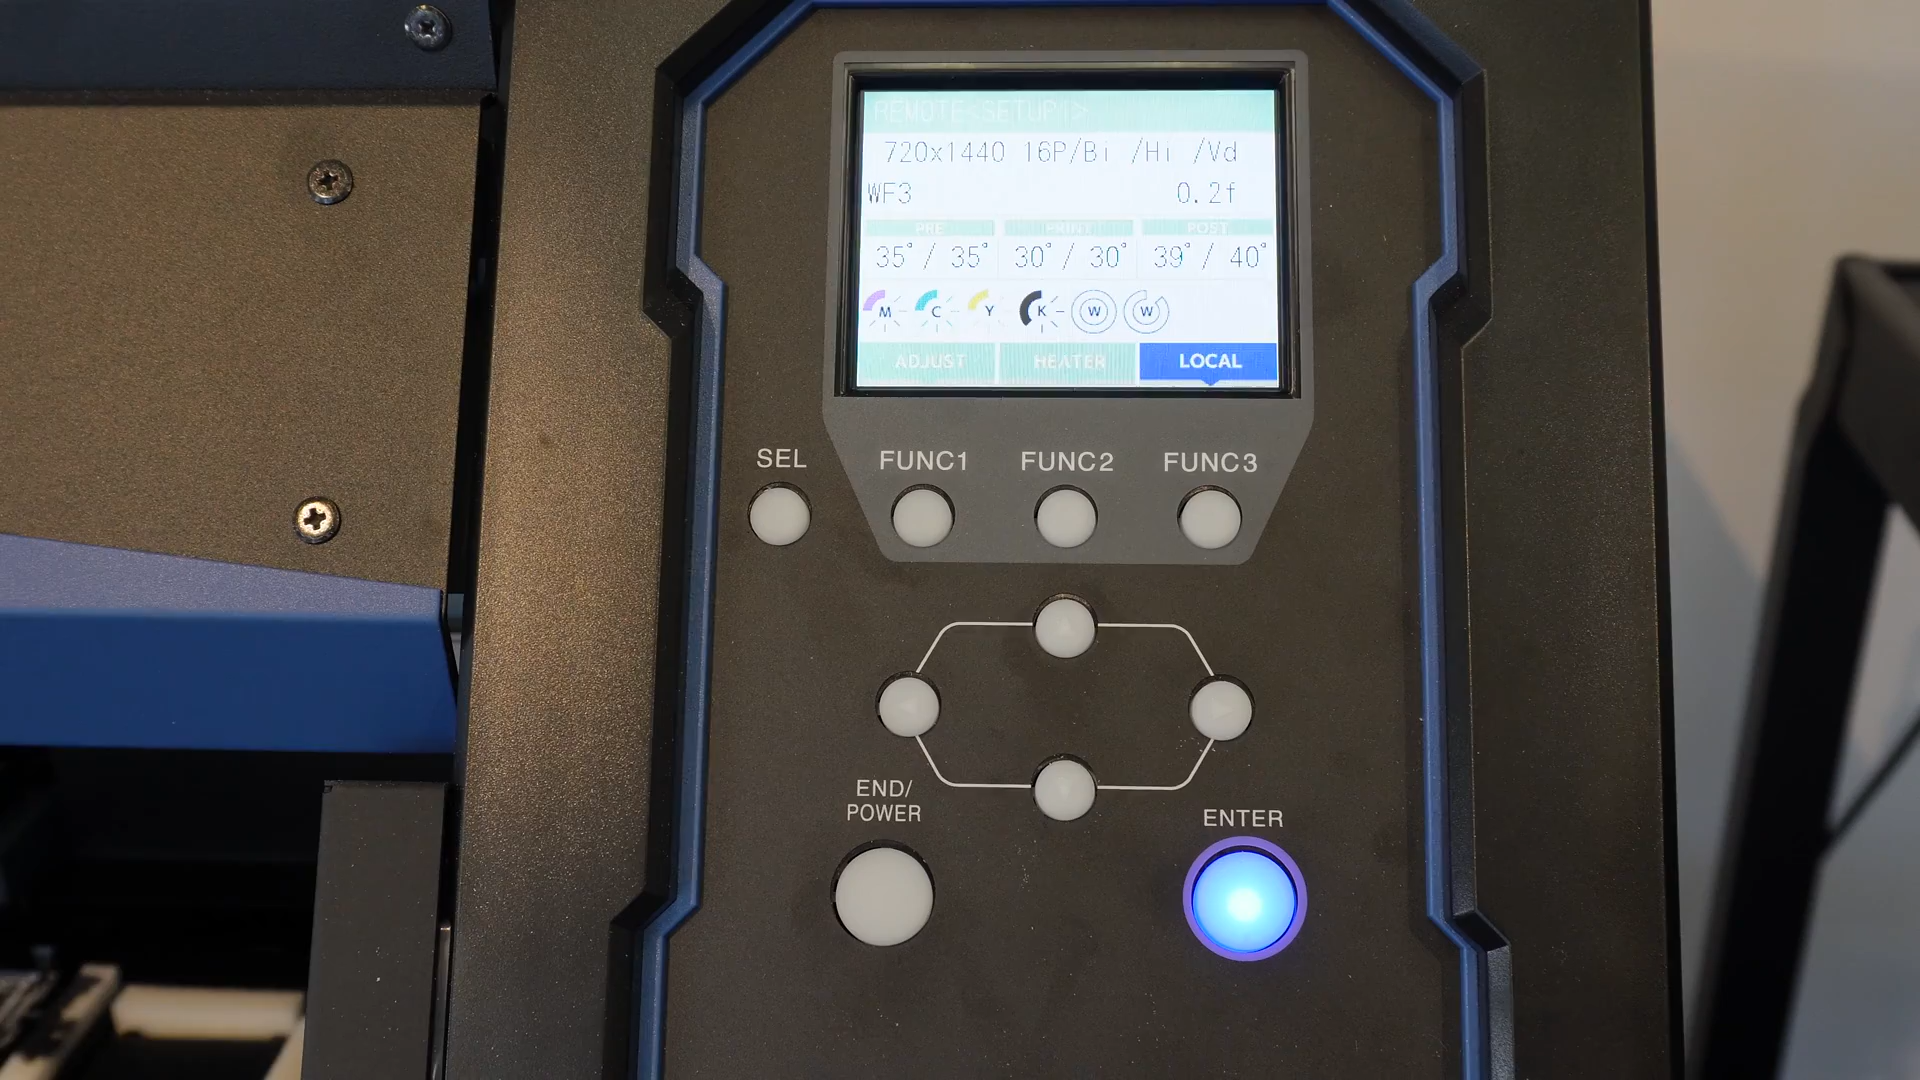 REMOTE<SETUP1>
720x1440 16P/Bi /Hi /Vd
WF3 0.2f
PRE PRINT POST
35°/ 35° 30°/ 30° 39°/ 40°
M C Y K W W
ADJUST HEATER LOCAL
SEL FUNC1 FUNC2 FUNC3
END/
POWER
ENTER